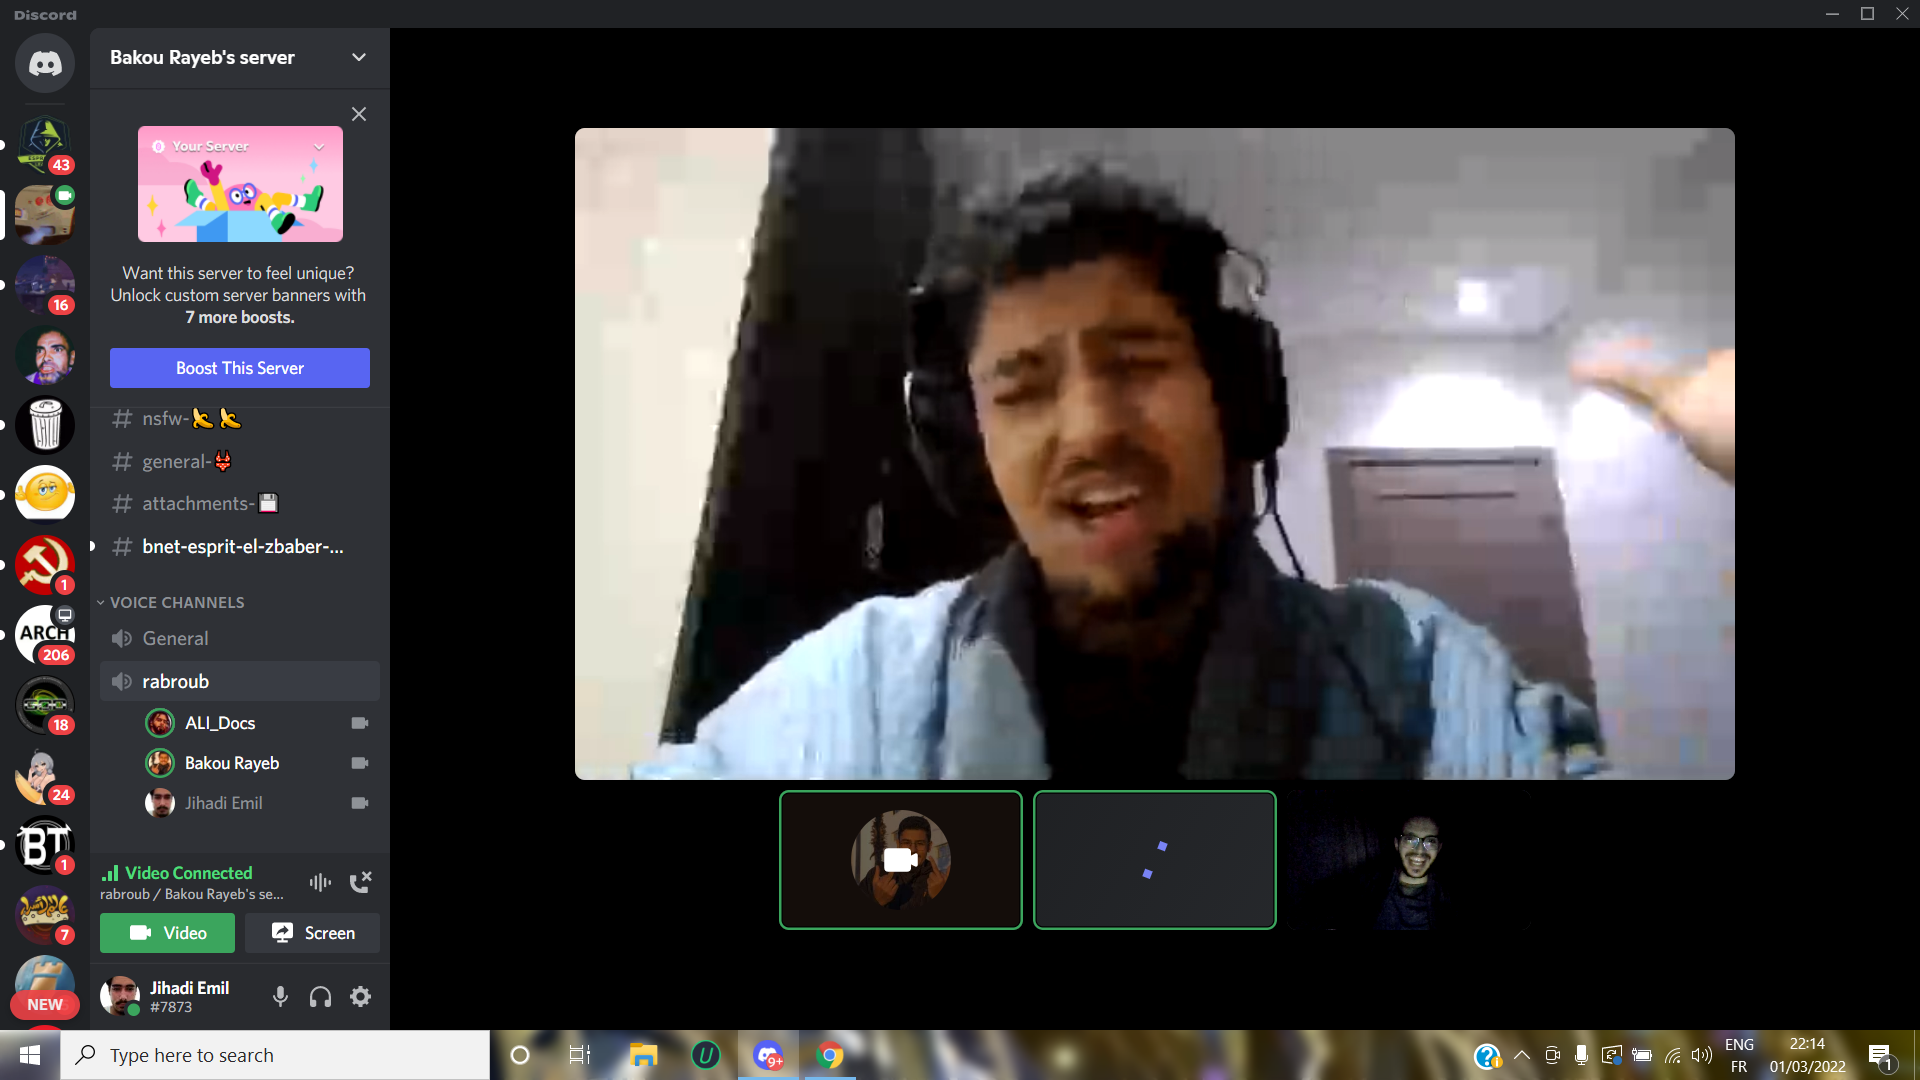 Discord
Bakou Rayeb's server
Your Server
Want this server to feel unique?
Unlock custom server banners with
7 more boosts.
Boost This Server
# nsfw-🍌🍌
# general-👺
# attachments-💾
# bnet-esprit-el-zbaber-...
VOICE CHANNELS
General
rabroub
ALI_Docs
Bakou Rayeb
Jihadi Emil
Video Connected
rabroub / Bakou Rayeb's se...
Video
Screen
Jihadi Emil
#7873
43
16
1
ARCH
206
18
24
BT
1
7
NEW
Type here to search
U
9+
ENG
FR
22:14
01/03/2022
1